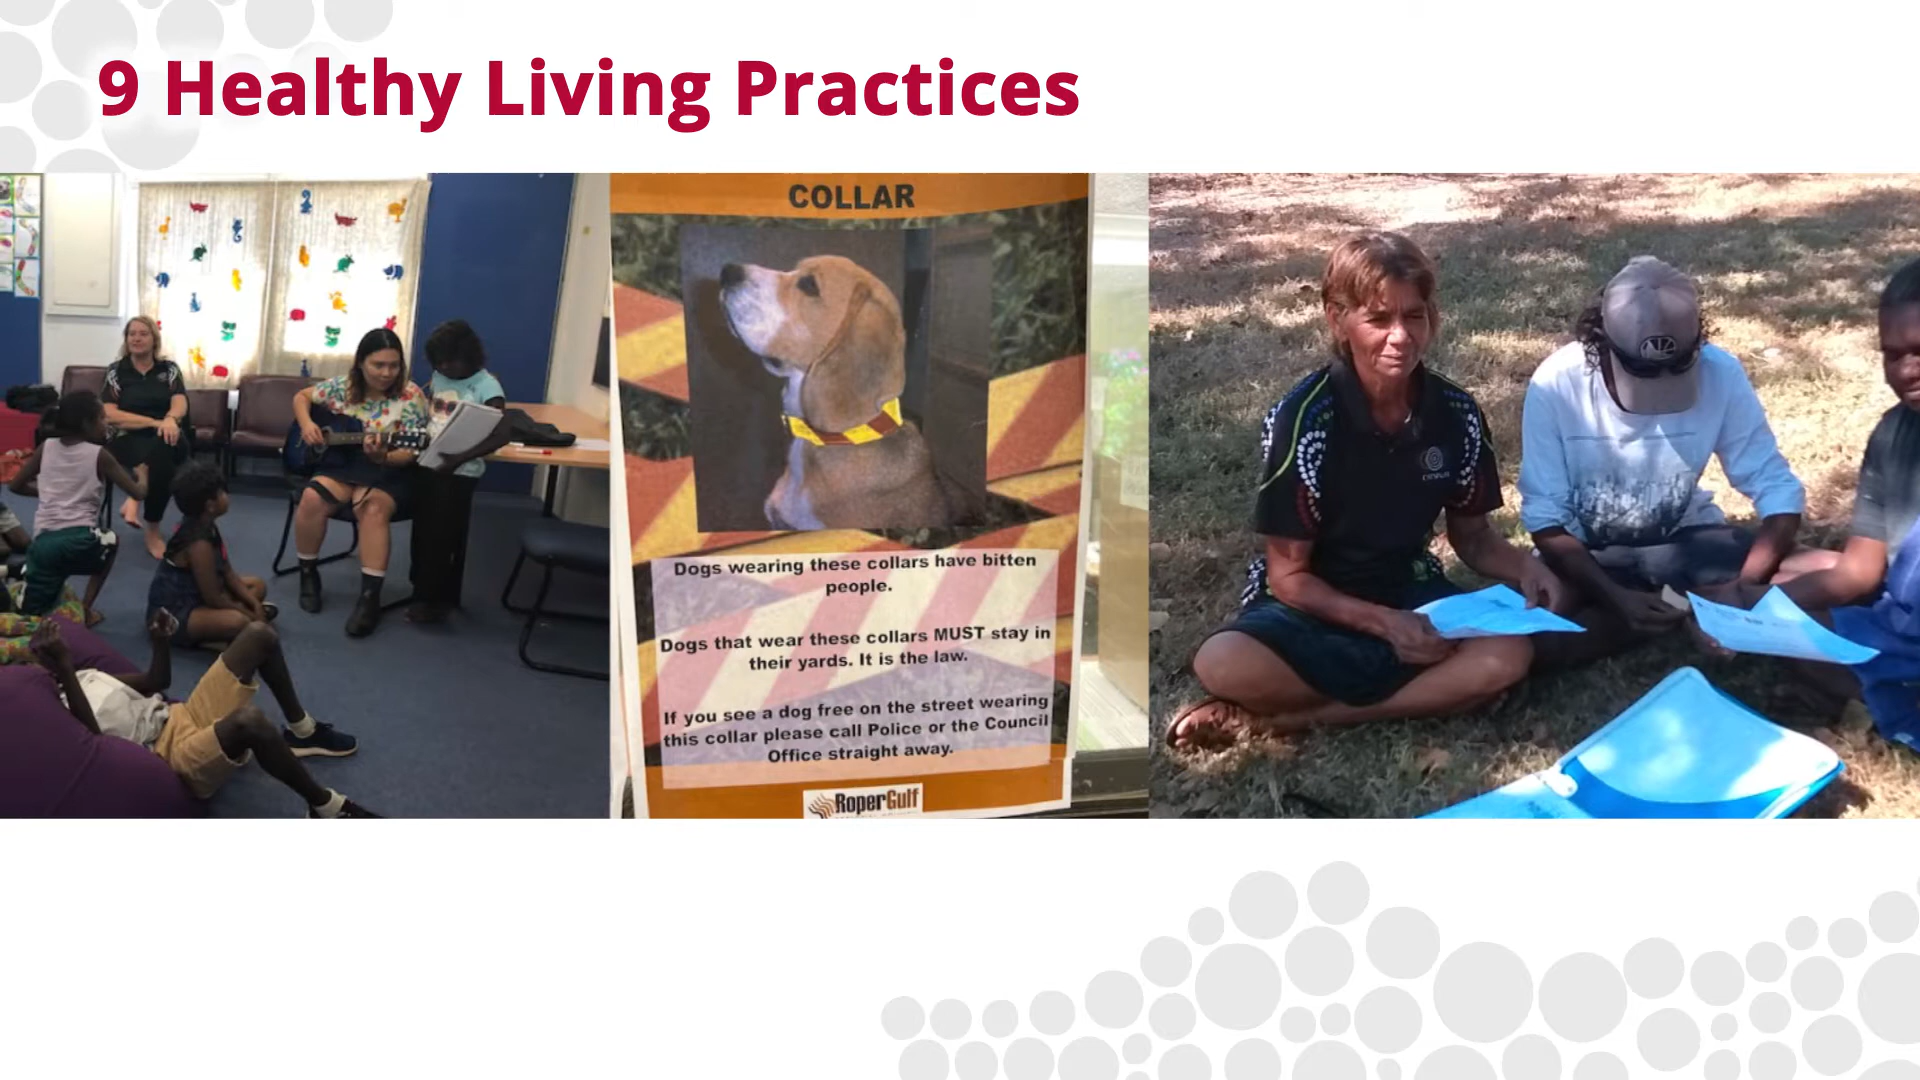 9 Healthy Living Practices
COLLAR
Dogs wearing these collars have bitten
people.
Dogs that wear these collars MUST stay in
their yards. It is the law.
If you see a dog free on the street wearing
this collar please call Police or the Council
Office straight away.
RoperGulf